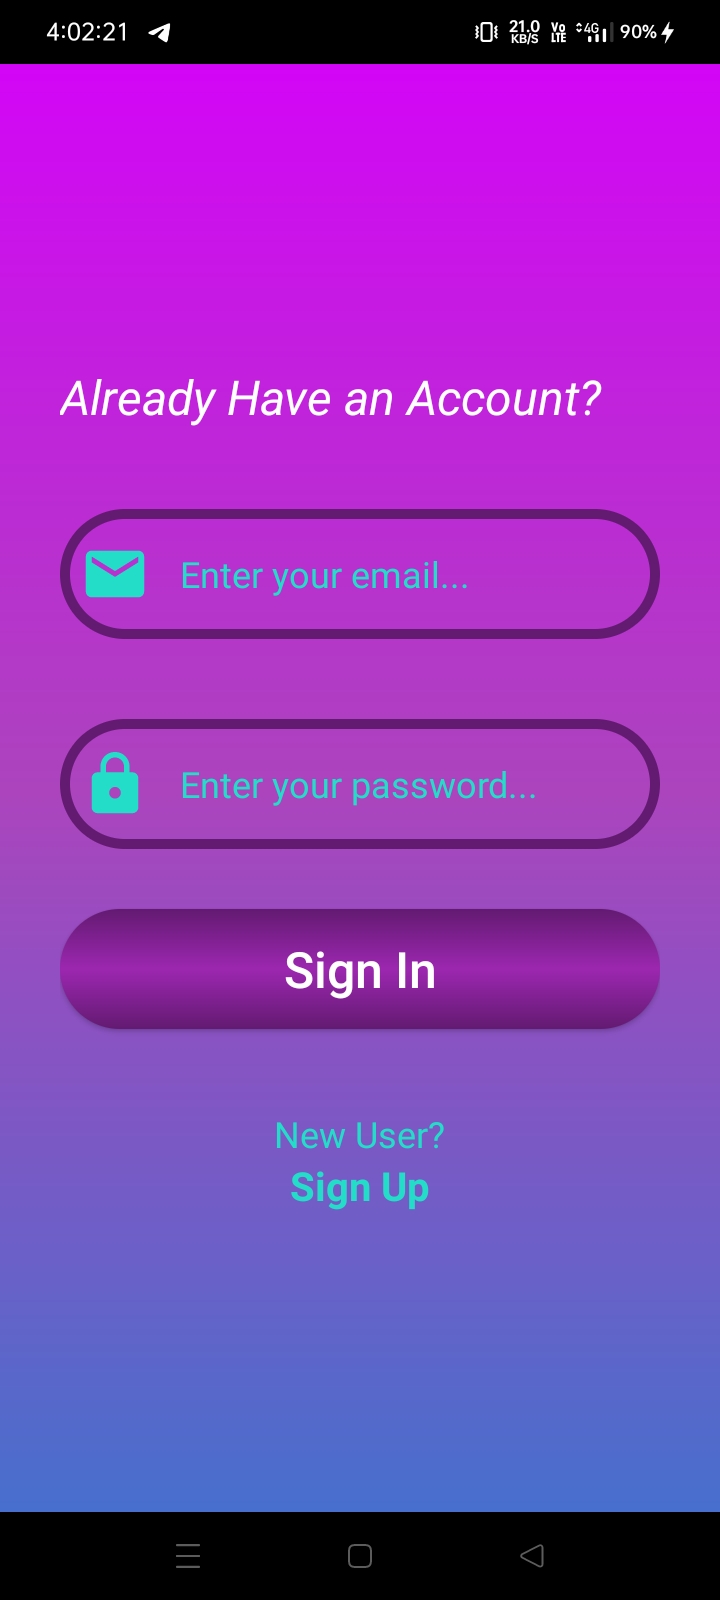 4:02:21
21.0 KB/S
Vo LTE
4G
90%
Already Have an Account?
Enter your email...
Enter your password...
Sign In
New User?
Sign Up